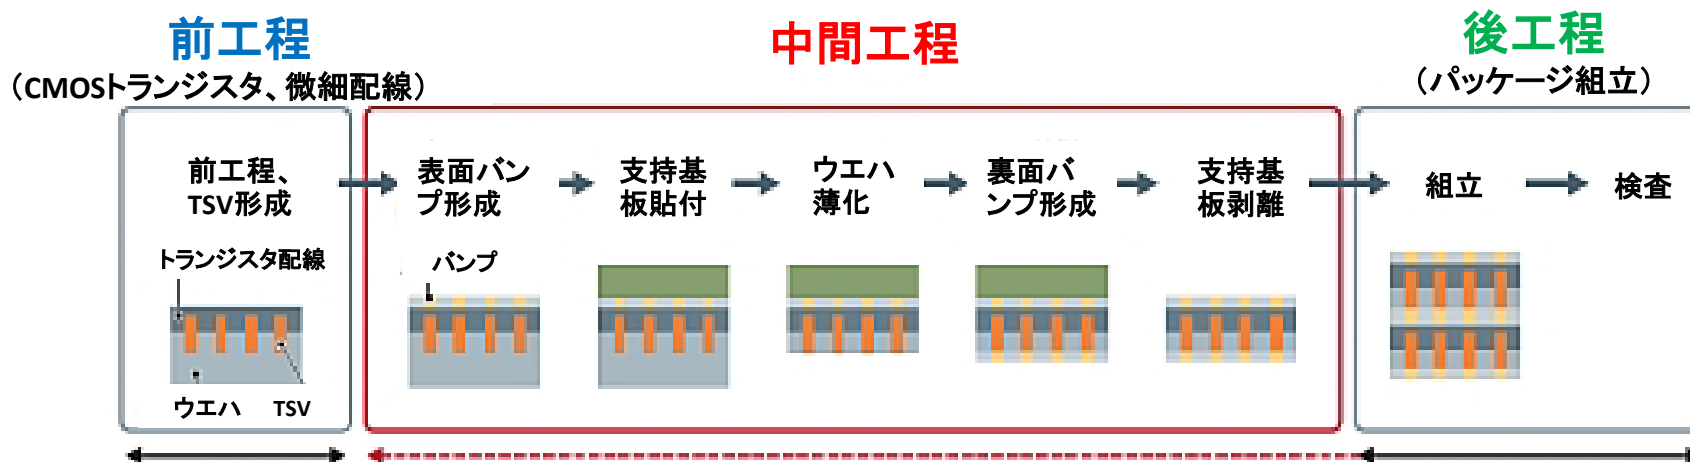 前工程
(CMOSトランジスタ、微細配線)
中間工程
後工程
(パッケージ組立)
前工程、
TSV形成
表面バン
プ形成
支持基
板貼付
ウエハ
薄化
裏面バ
ンプ形成
支持基
板剥離
組立
検査
トランジスタ配線
バンプ
ウエハ
TSV